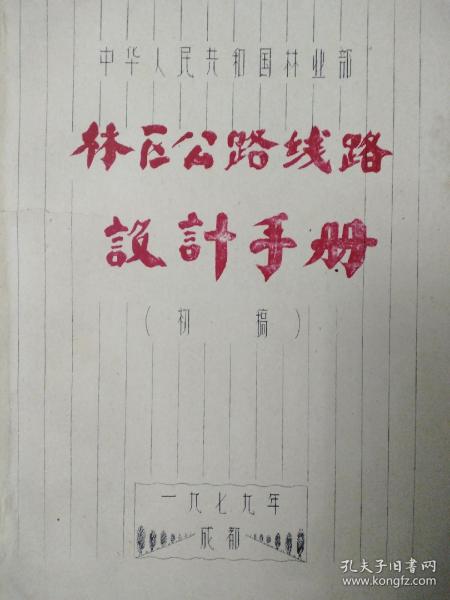 中华人民共和国林业部
林区公路线路
設計手册
(初稿)
一九七九年
成都
孔夫子旧书网
www.kongfz.com